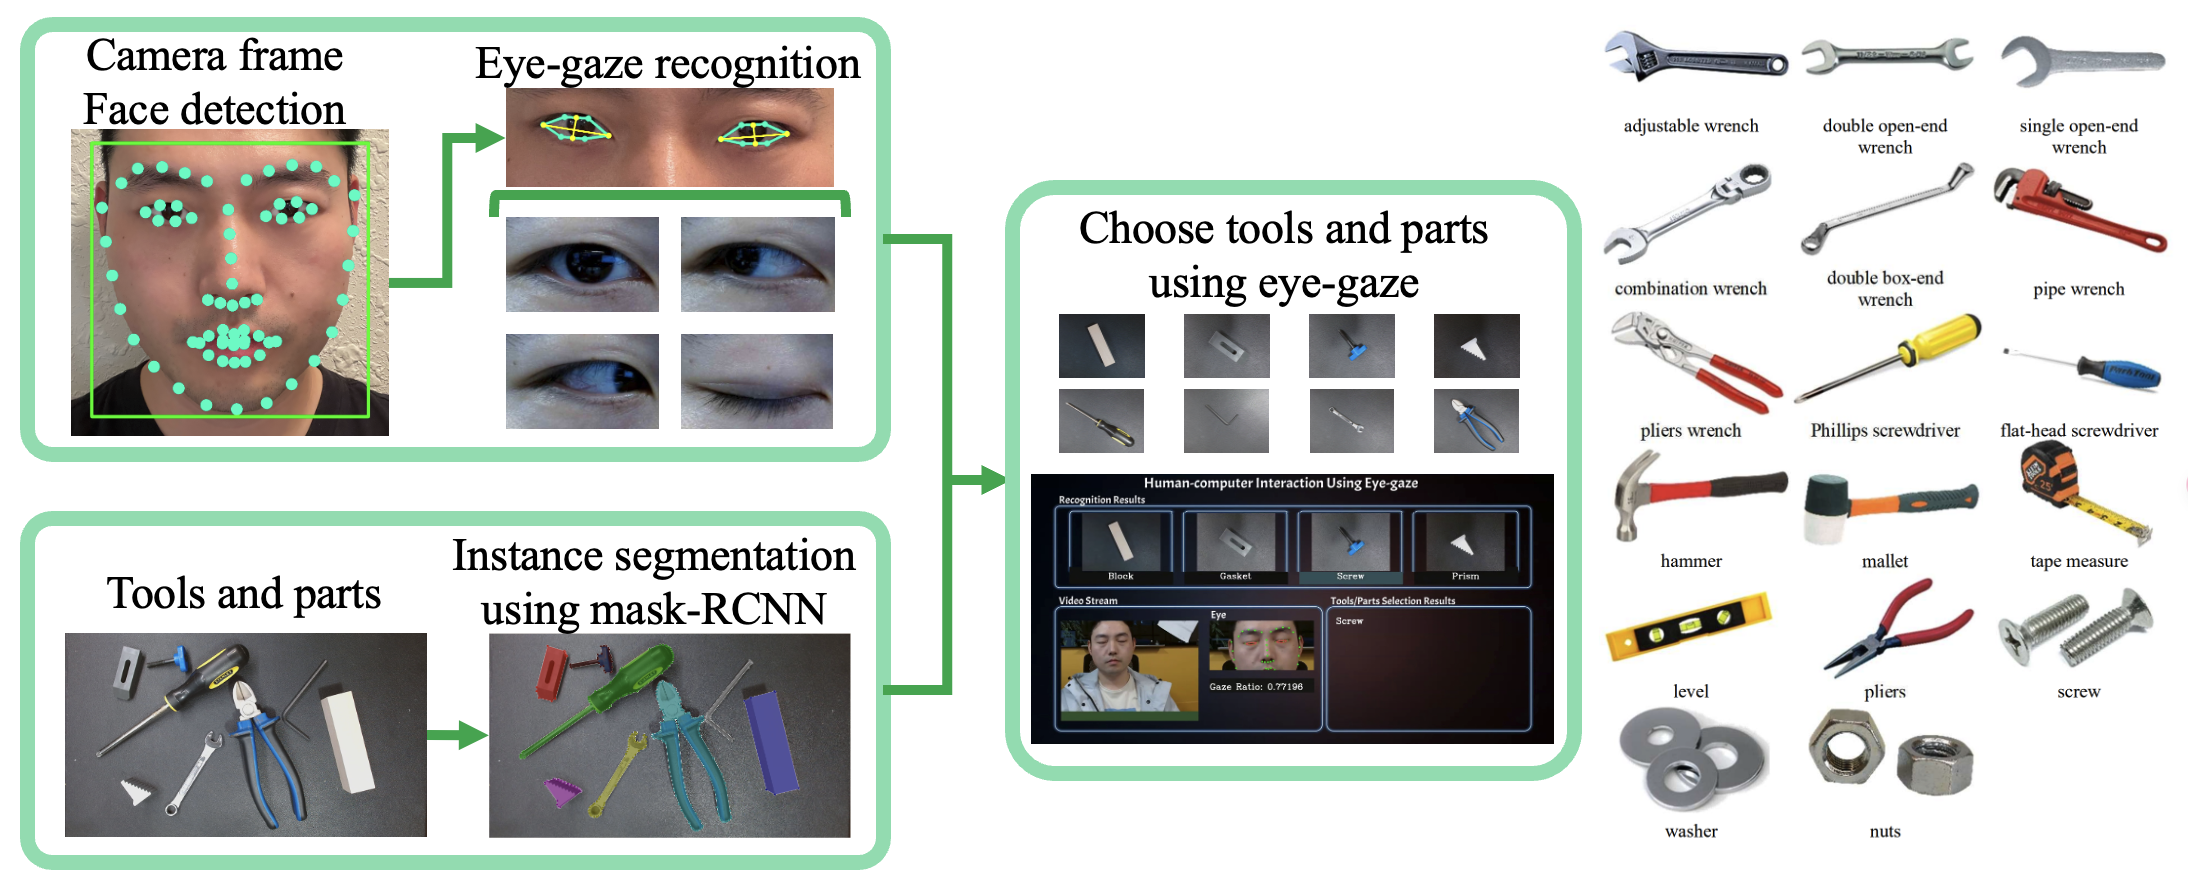 Camera frame
Face detection
Eye-gaze recognition
Tools and parts
Instance segmentation
using mask-RCNN
Choose tools and parts
using eye-gaze
Human-computer Interaction Using Eye-gaze
Recognition Results
Block
Gasket
Screw
Prism
Video Stream
Eye
Gaze Ratio: 0.77196
Tools/Parts Selection Results
Screw
adjustable wrench
double open-end
wrench
single open-end
wrench
combination wrench
double box-end
wrench
pipe wrench
pliers wrench
Phillips screwdriver
flat-head screwdriver
hammer
mallet
25'
tape measure
level
pliers
screw
washer
nuts